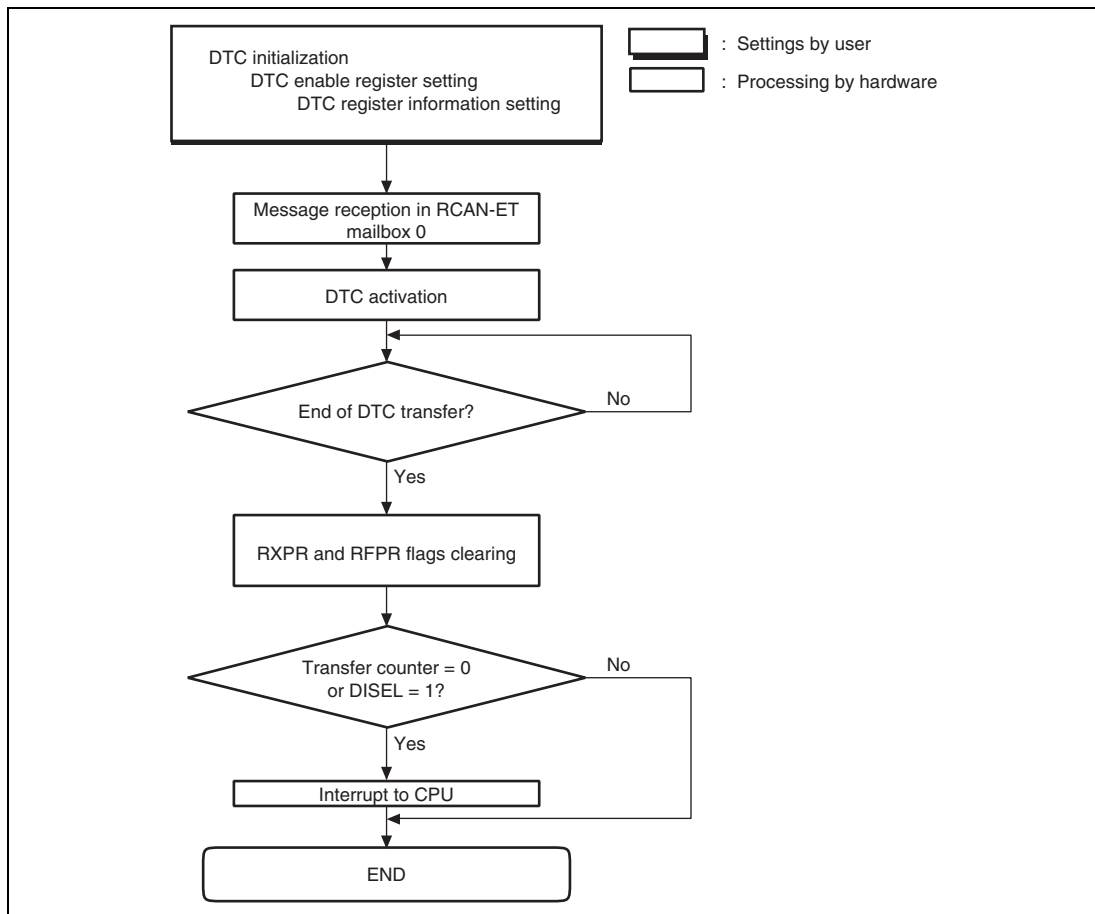 DTC initialization
DTC enable register setting
DTC register information setting
: Settings by user
: Processing by hardware
Message reception in RCAN-ET
mailbox 0
DTC activation
End of DTC transfer?
No
Yes
RXPR and RFPR flags clearing
Transfer counter = 0
or DISEL = 1?
No
Yes
Interrupt to CPU
END